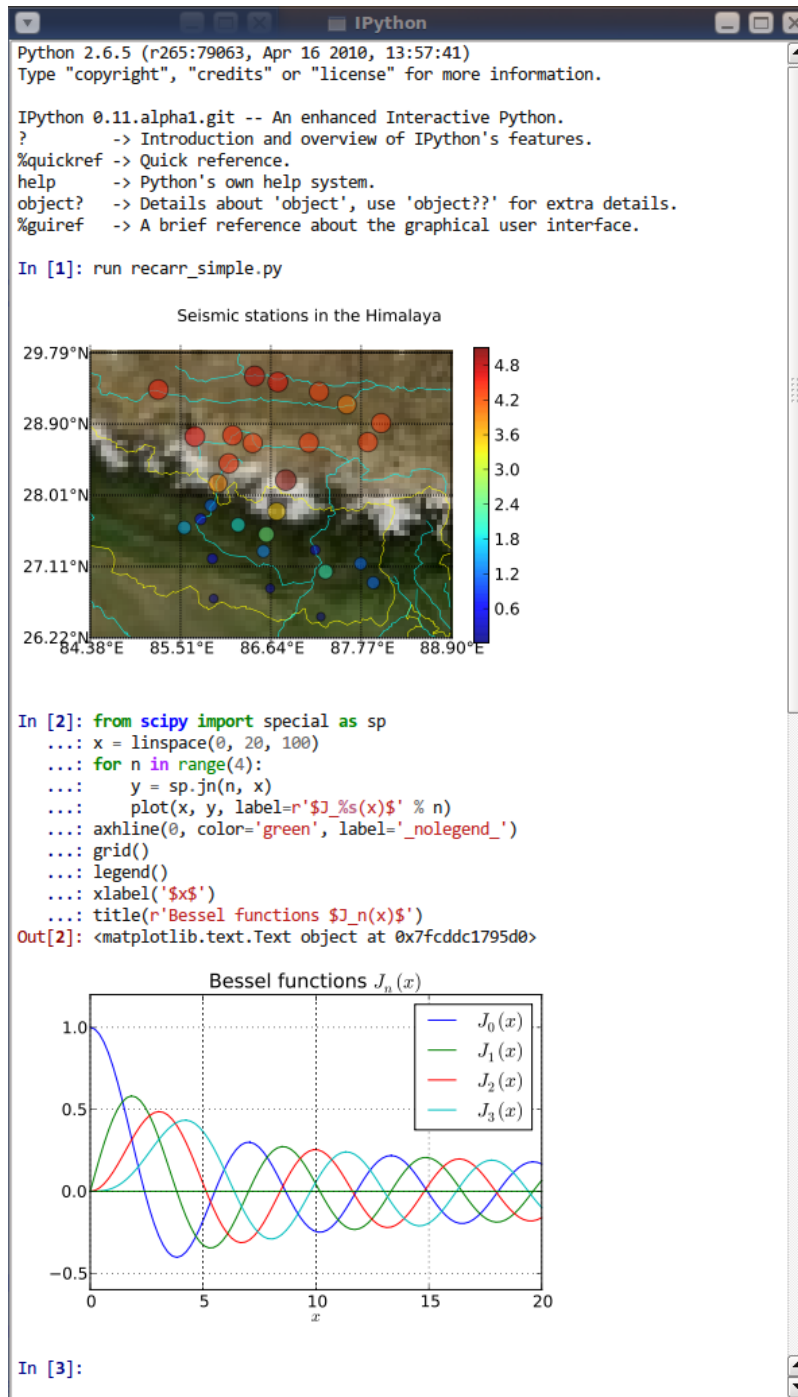 IPython
Python 2.6.5 (r265:79063, Apr 16 2010, 13:57:41)
Type "copyright", "credits" or "license" for more information.
IPython 0.11.alpha1.git -- An enhanced Interactive Python.
?         -> Introduction and overview of IPython's features.
%quickref -> Quick reference.
help      -> Python's own help system.
object?   -> Details about 'object', use 'object??' for extra details.
%guiref   -> A brief reference about the graphical user interface.
In [1]: run recarr_simple.py
Seismic stations in the Himalaya
29.79°N
28.90°N
28.01°N
27.11°N
26.22°N
84.38°E 85.51°E 86.64°E 87.77°E 88.90°E
4.8
4.2
3.6
3.0
2.4
1.8
1.2
0.6
In [2]: from scipy import special as sp
   ...: x = linspace(0, 20, 100)
   ...: for n in range(4):
   ...:     y = sp.jn(n, x)
   ...:     plot(x, y, label=r'$J_%s(x)$' % n)
   ...: axhline(0, color='green', label='_nolegend_')
   ...: grid()
   ...: legend()
   ...: xlabel('$x$')
   ...: title(r'Bessel functions $J_n(x)$')
Out[2]: <matplotlib.text.Text object at 0x7fcddc1795d0>
Bessel functions J_n(x)
1.0
0.5
0.0
−0.5
0 5 10 15 20
x
J_0(x)
J_1(x)
J_2(x)
J_3(x)
In [3]: